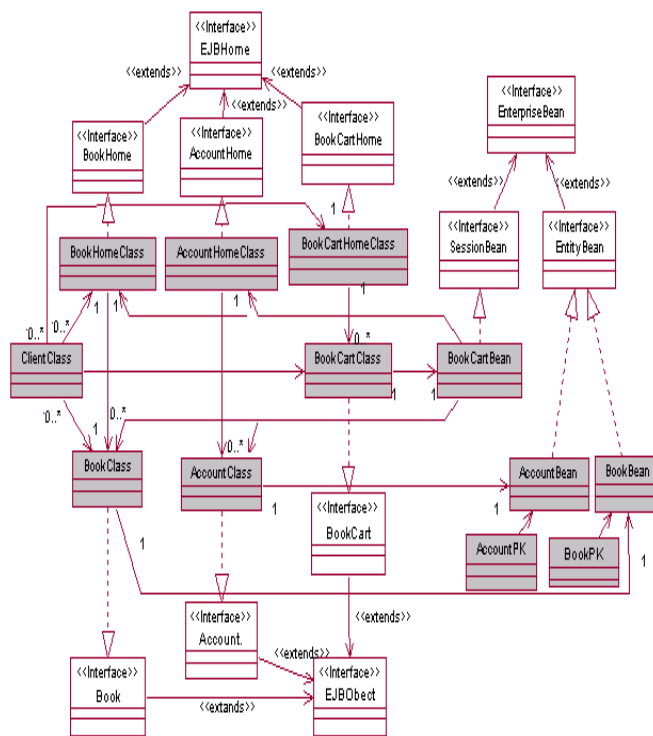 <<Interface>>
EJBHome
<<extends>>
<<extends>>
<<extends>>
<<Interface>>
BookHome
<<Interface>>
AccountHome
<<Interface>>
BookCartHome
<<Interface>>
EnterpriseBean
<<extends>>
<<extends>>
<<Interface>>
SessionBean
<<Interface>>
EntityBean
1
BookHomeClass
AccountHomeClass
BookCartHomeClass
1
1
1
1
0..*
0..*
0..*
ClientClass
BookCartClass
BookCartBean
1
1
0..*
0..*
1
0..*
BookClass
AccountClass
AccountBean
BookBean
1
1
1
1
<<Interface>>
BookCart
AccountPK
BookPK
<<Interface>>
Account.
<<extends>>
<<extends>>
<<Interface>>
Book
<<extands>>
<<Interface>>
EJBObect